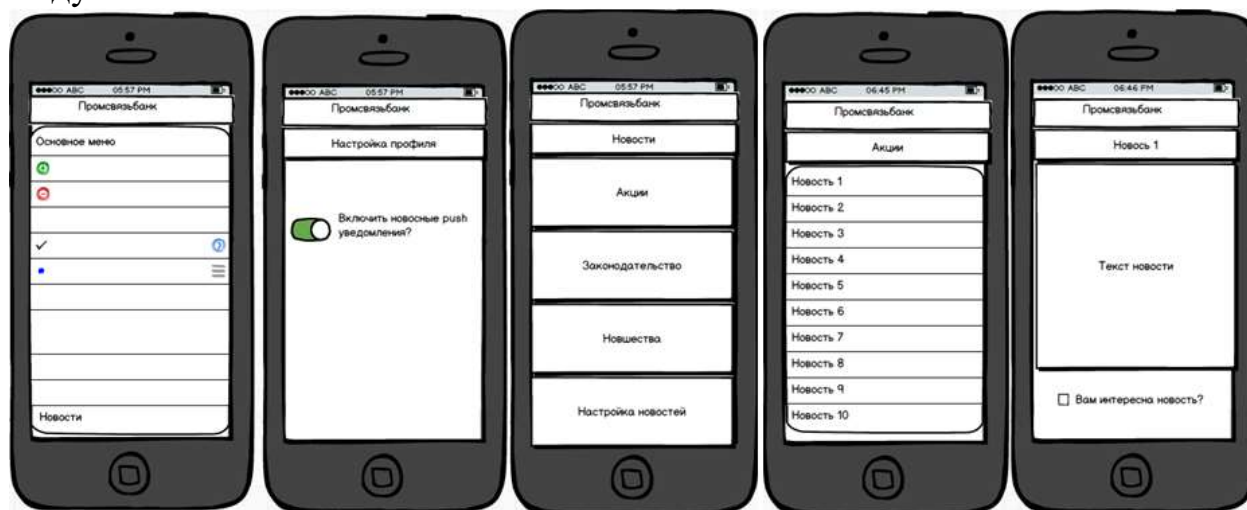 ABC 05:57 PM
Промсвязьбанк
Основное меню
Новости
ABC 05:57 PM
Промсвязьбанк
Настройка профиля
Включить новосные push
уведомления?
ABC 05:57 PM
Промсвязьбанк
Новости
Акции
Законодательство
Новшества
Настройка новостей
ABC 06:45 PM
Промсвязьбанк
Акции
Новость 1
Новость 2
Новость 3
Новость 4
Новость 5
Новость 6
Новость 7
Новость 8
Новость 9
Новость 10
ABC 06:46 PM
Промсвязьбанк
Новось 1
Текст новости
Вам интересна новость?